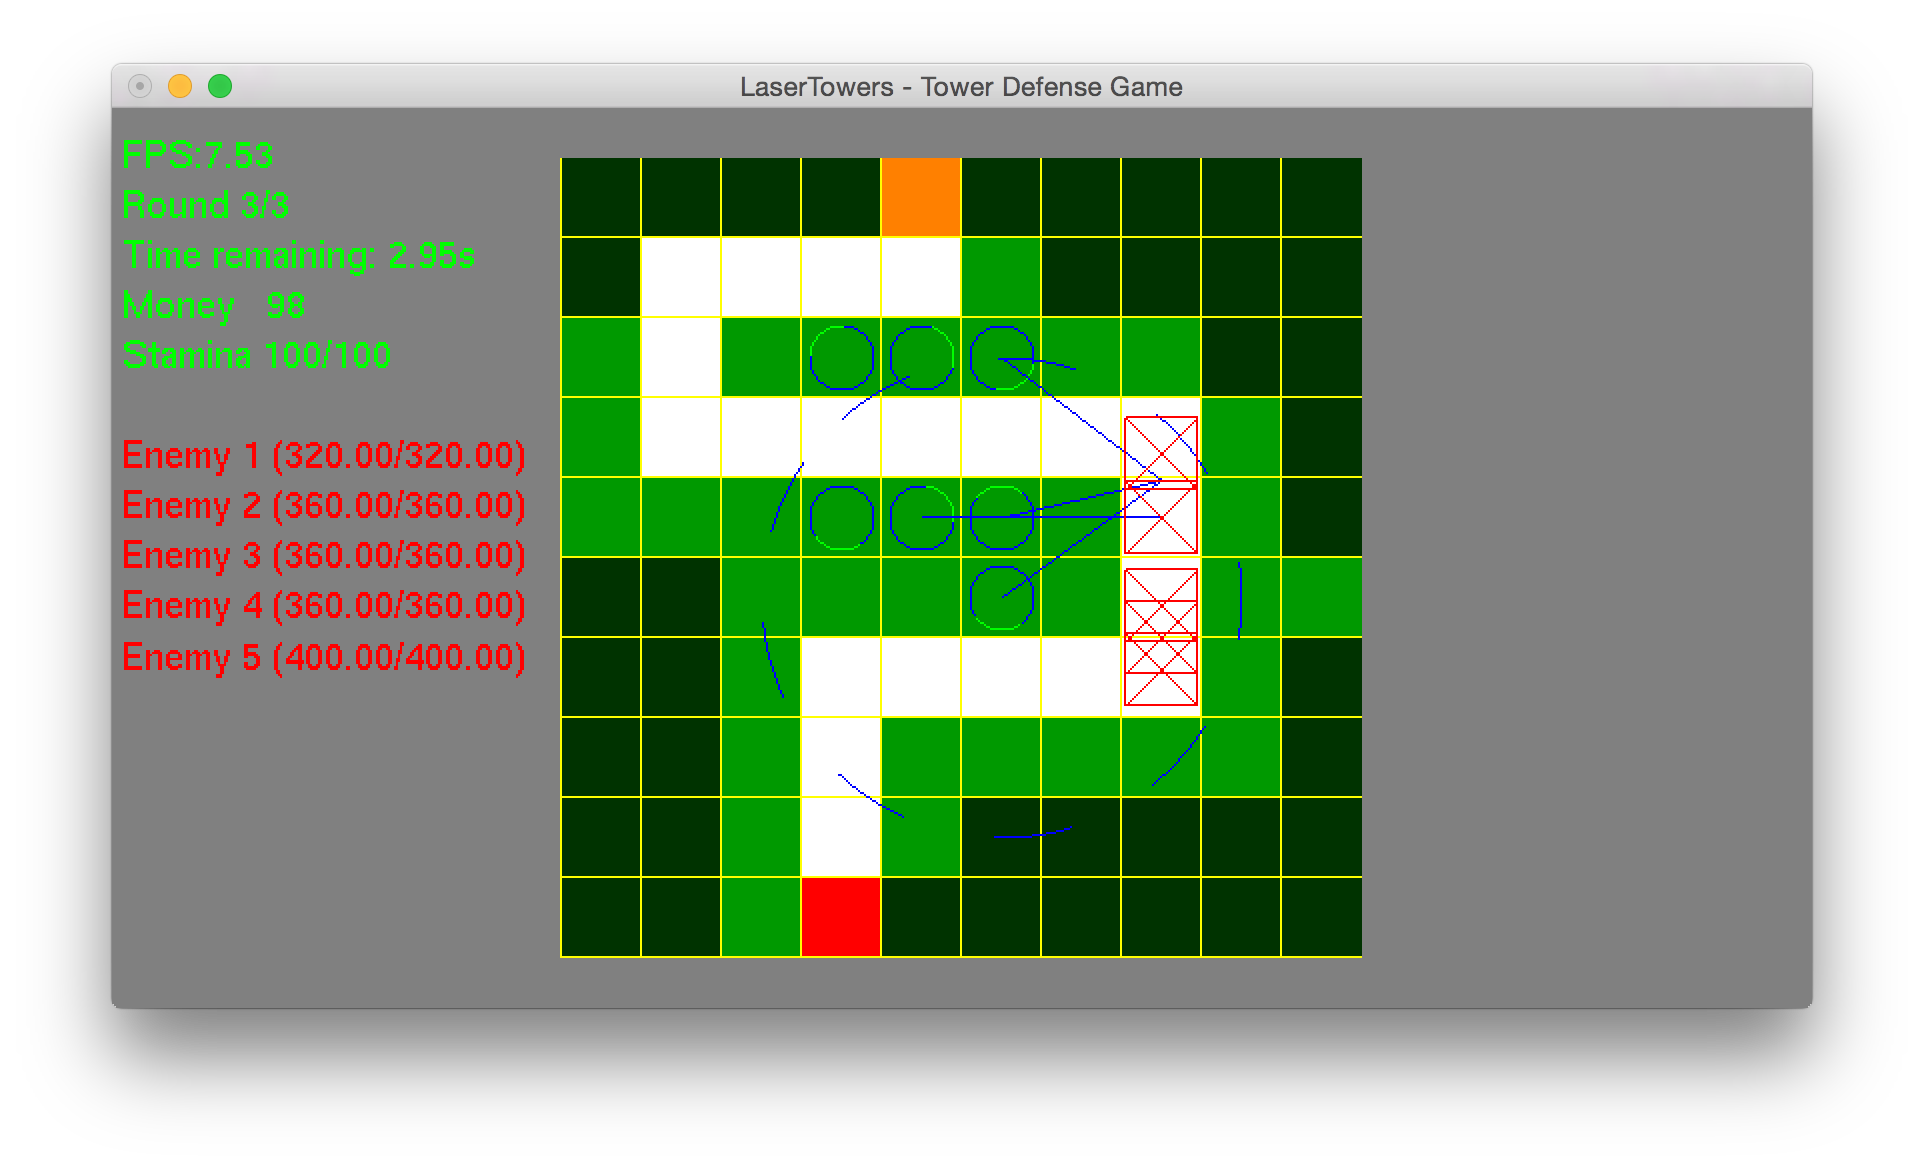 LaserTowers - Tower Defense Game
FPS:7.53
Round 3/3
Time remaining: 2.95s
Money 98
Stamina 100/100
Enemy 1 (320.00/320.00)
Enemy 2 (360.00/360.00)
Enemy 3 (360.00/360.00)
Enemy 4 (360.00/360.00)
Enemy 5 (400.00/400.00)